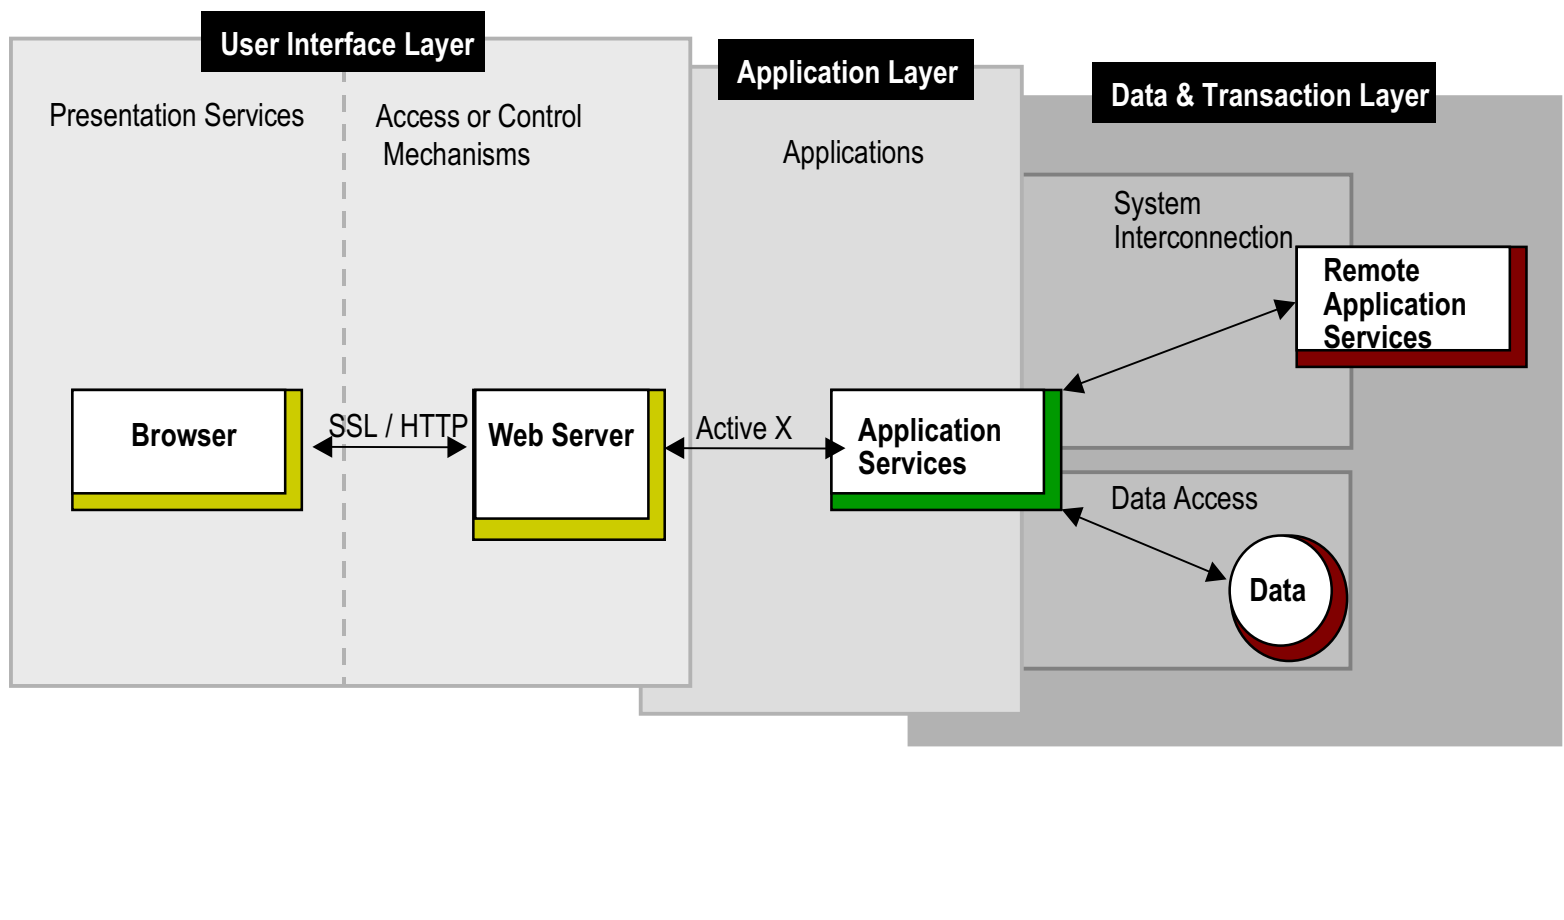 User Interface Layer
Application Layer
Data & Transaction Layer
Presentation Services
Access or Control
Mechanisms
Applications
System
Interconnection
Remote
Application
Services
Browser
SSL / HTTP
Web Server
Active X
Application
Services
Data Access
Data